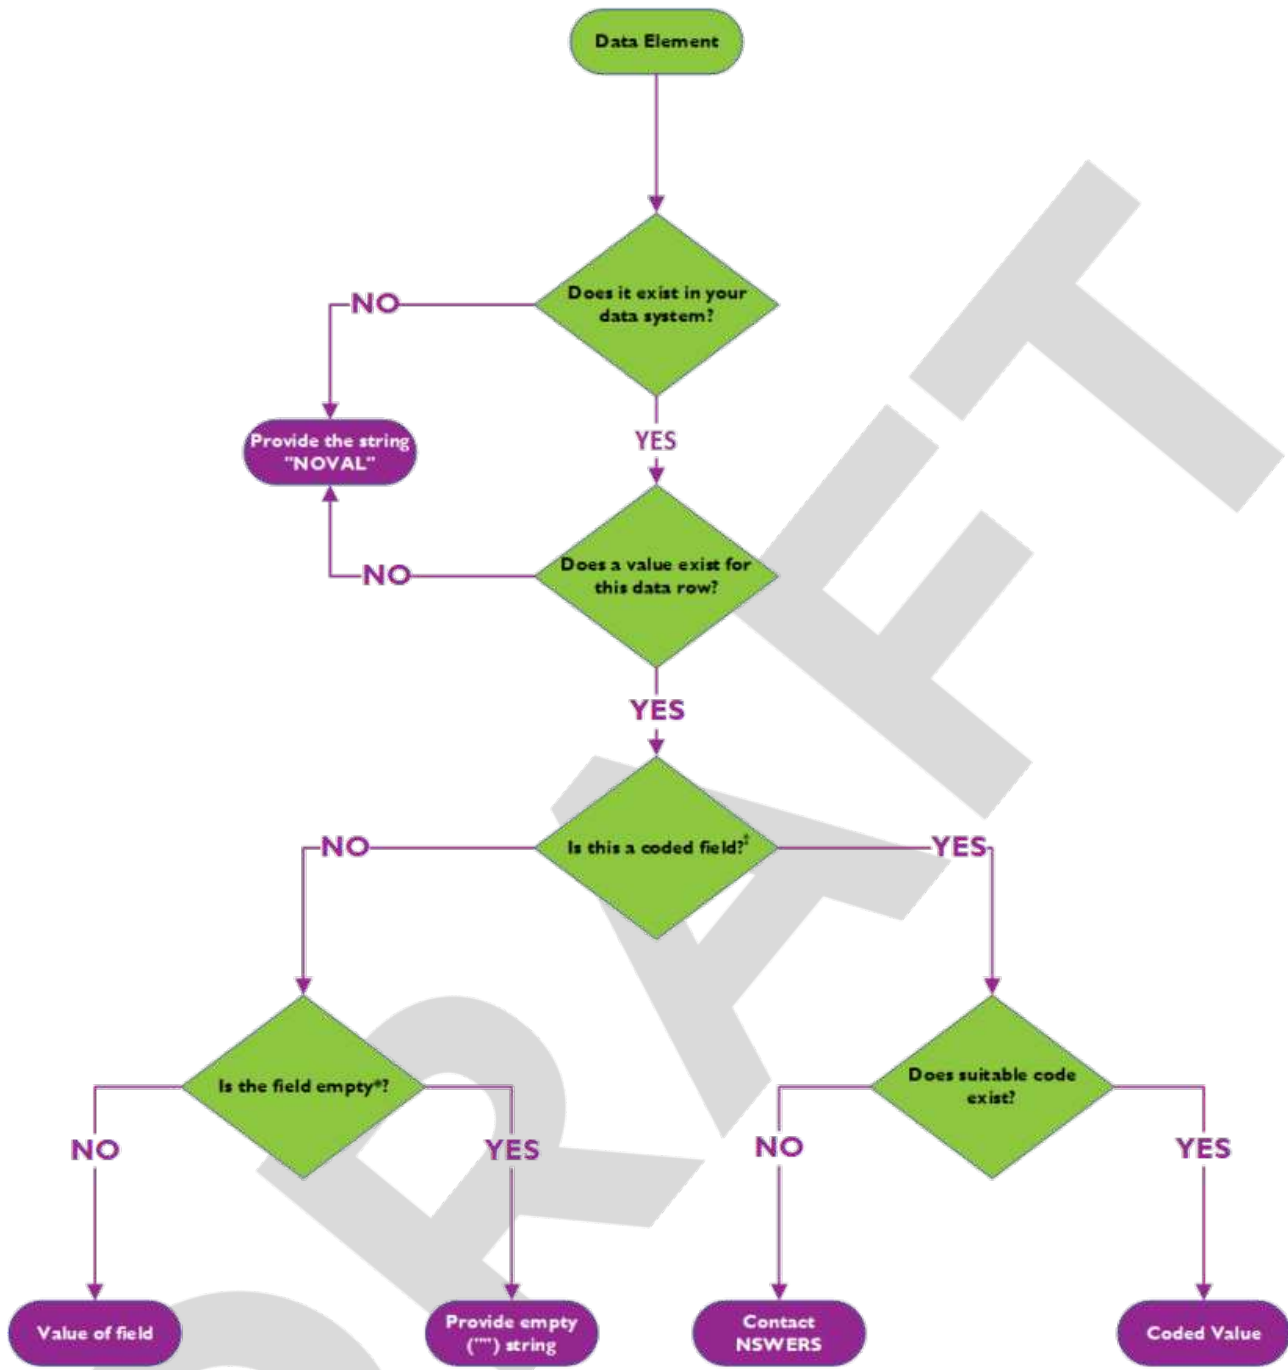 Data Element
Does it exist in your
data system?
NO
YES
Provide the string
"NOVAL"
Does a value exist for
this data row?
NO
YES
Is this a coded field?‡
NO
YES
Is the field empty*?
Does suitable code
exist?
NO
YES
NO
YES
Value of field
Provide empty
("") string
Contact
NSWERS
Coded Value
DRAFT